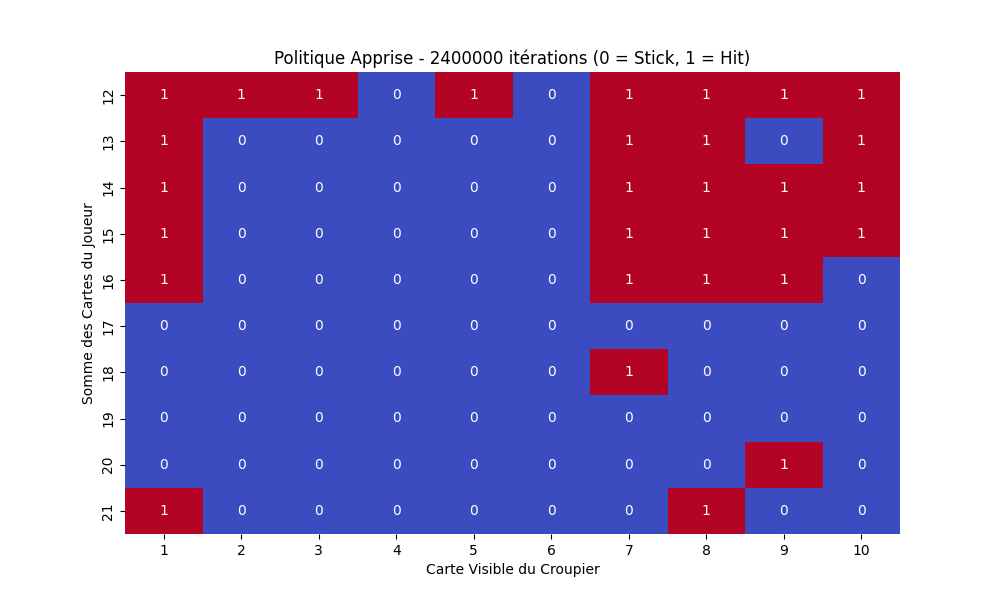 Politique Apprise - 2400000 itérations (0 = Stick, 1 = Hit)
Somme des Cartes du Joueur
12 1 1 1 0 1 0 1 1 1 1
13 1 0 0 0 0 0 1 1 0 1
14 1 0 0 0 0 0 1 1 1 1
15 1 0 0 0 0 0 1 1 1 1
16 1 0 0 0 0 0 1 1 1 0
17 0 0 0 0 0 0 0 0 0 0
18 0 0 0 0 0 0 1 0 0 0
19 0 0 0 0 0 0 0 0 0 0
20 0 0 0 0 0 0 0 0 1 0
21 1 0 0 0 0 0 0 1 0 0
1 2 3 4 5 6 7 8 9 10
Carte Visible du Croupier